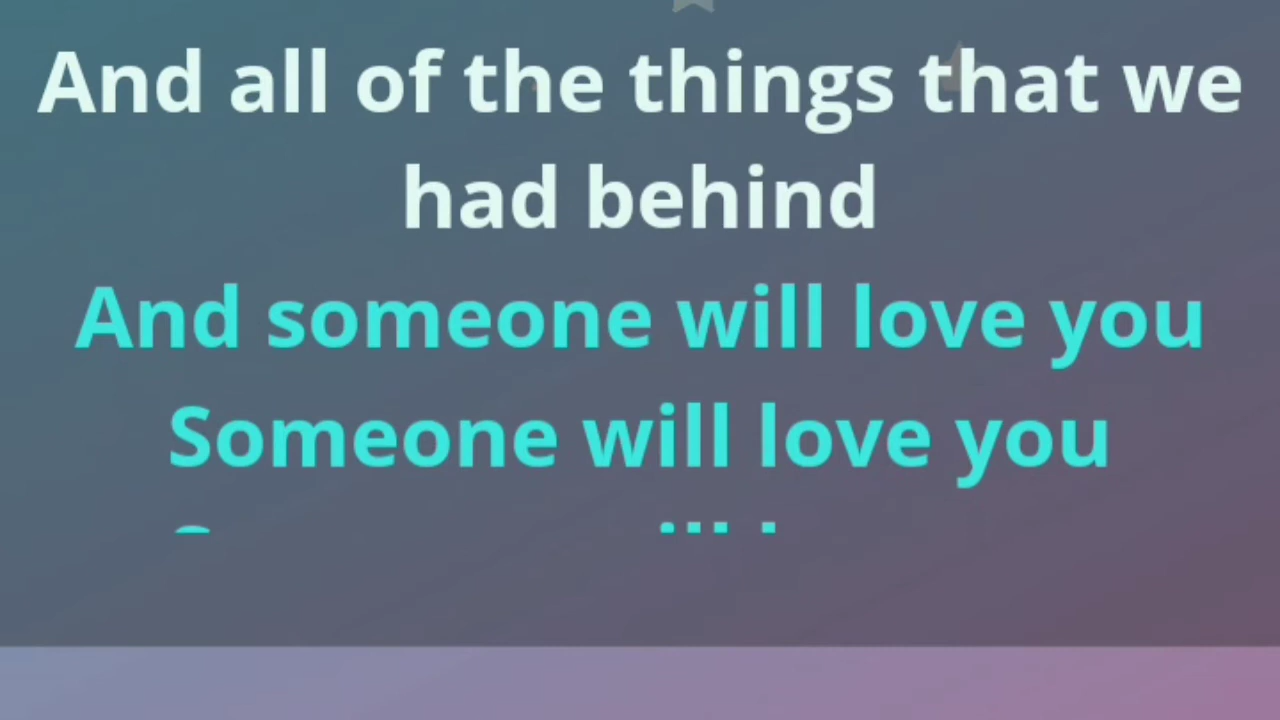 And all of the things that we
had behind
And someone will love you
Someone will love you